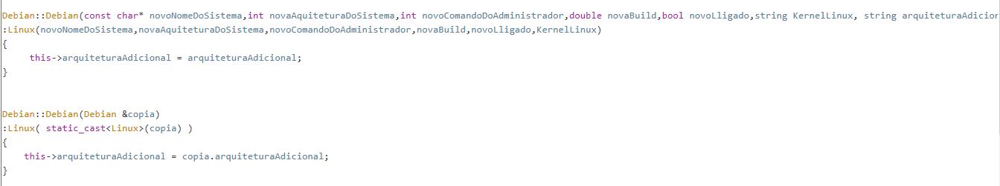 Debian::Debian(const char* novoNomeDoSistema,int novaAquiteturaDoSistema,int novoComandoDoAdministrador,double novaBuild,bool novoLligado,string KernelLinux, string arquiteturaAdicion
:Linux(novoNomeDoSistema,novaAquiteturaDoSistema,novoComandoDoAdministrador,novaBuild,novoLligado,KernelLinux)
{
this->arquiteturaAdicional = arquiteturaAdicional;
}
Debian::Debian(Debian &copia)
:Linux( static_cast<Linux>(copia) )
{
this->arquiteturaAdicional = copia.arquiteturaAdicional;
}